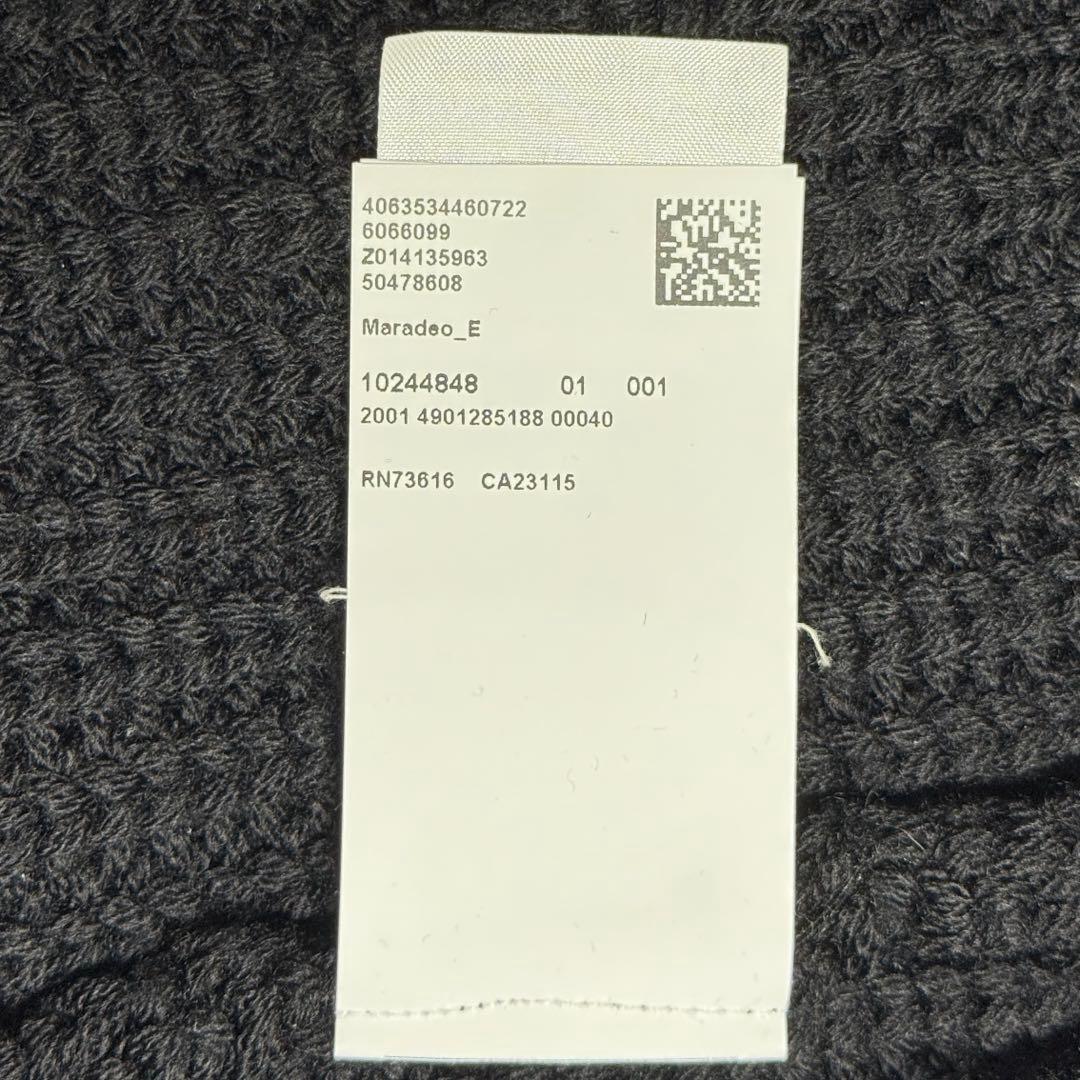 4063534460722
6066099
Z014135963
50478608
Maradeo_E
10244848 01 001
2001 4901285188 00040
RN73616 CA23115